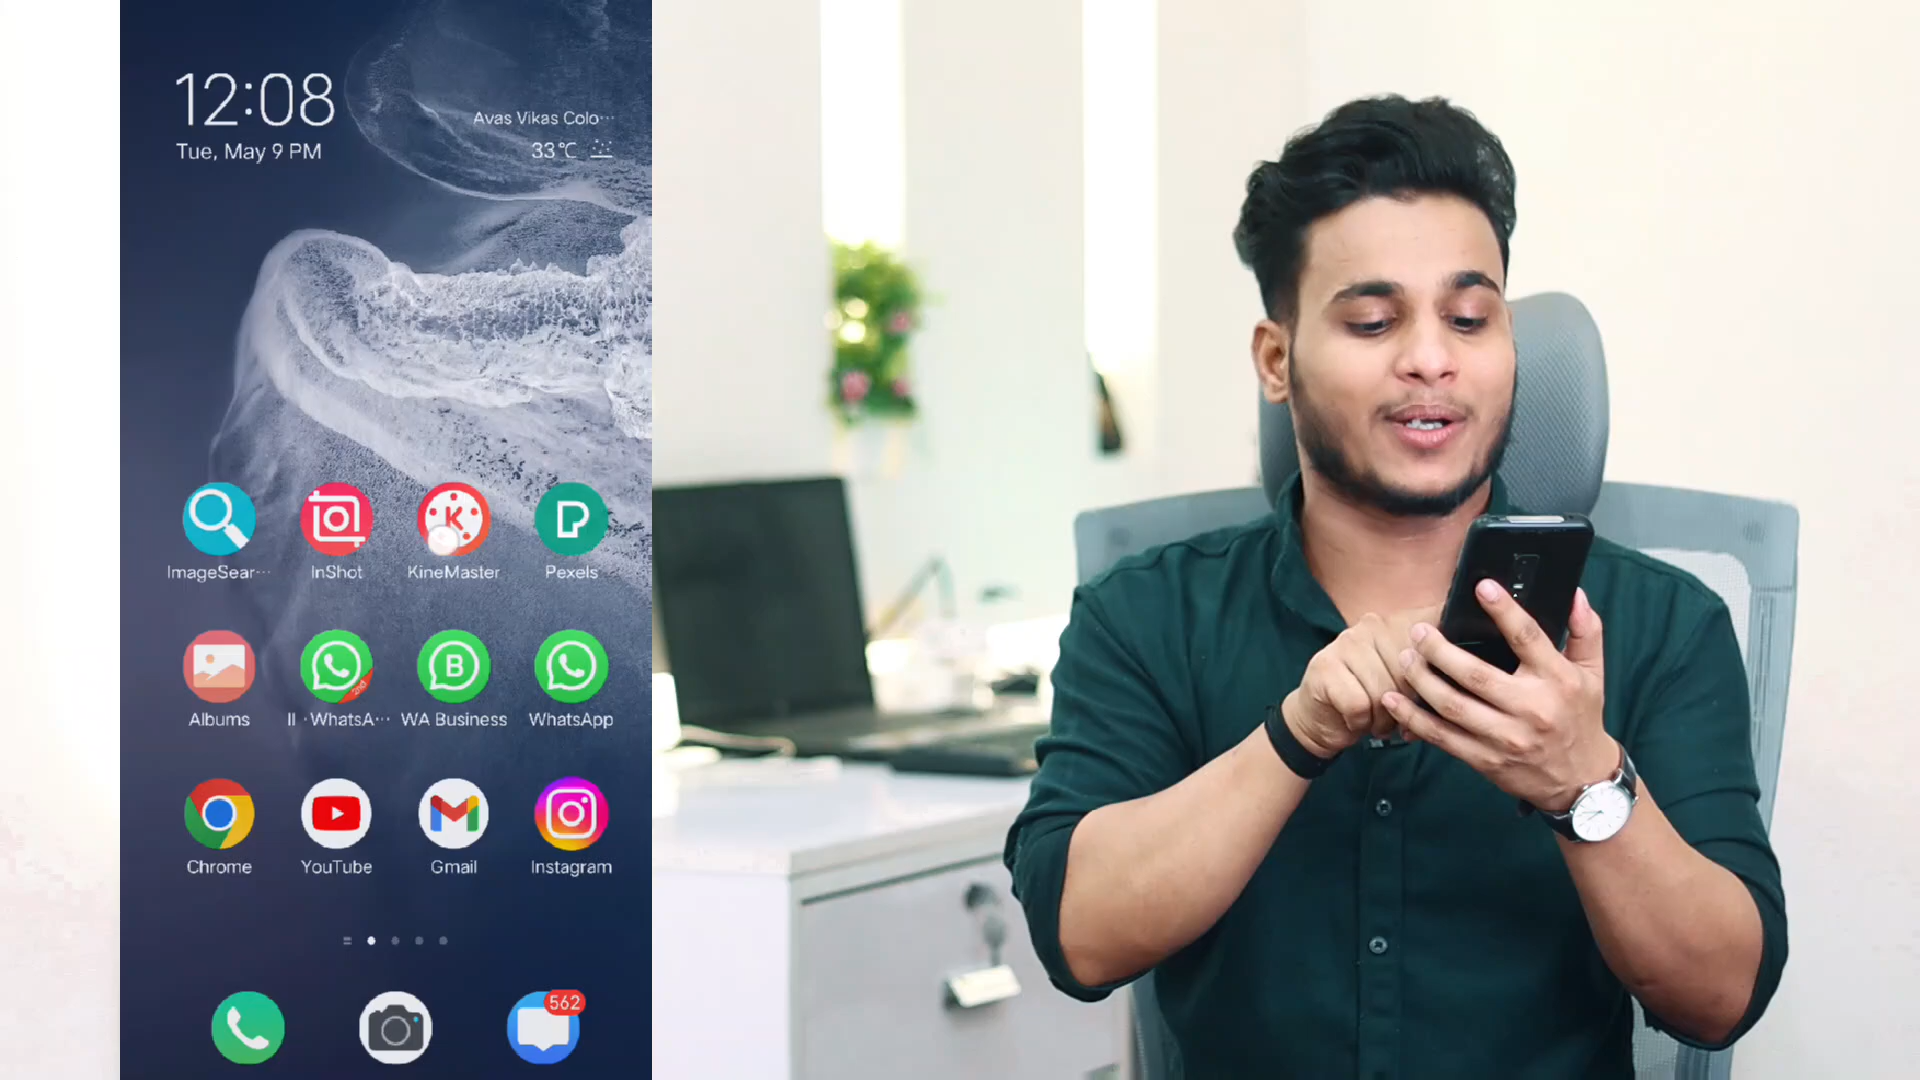 12:08
Tue, May 9 PM
Avas Vikas Colo···
33°C
ImageSear···
InShot
KineMaster
Pexels
Albums
II ·WhatsA···
WA Business
WhatsApp
Chrome
YouTube
Gmail
Instagram
562